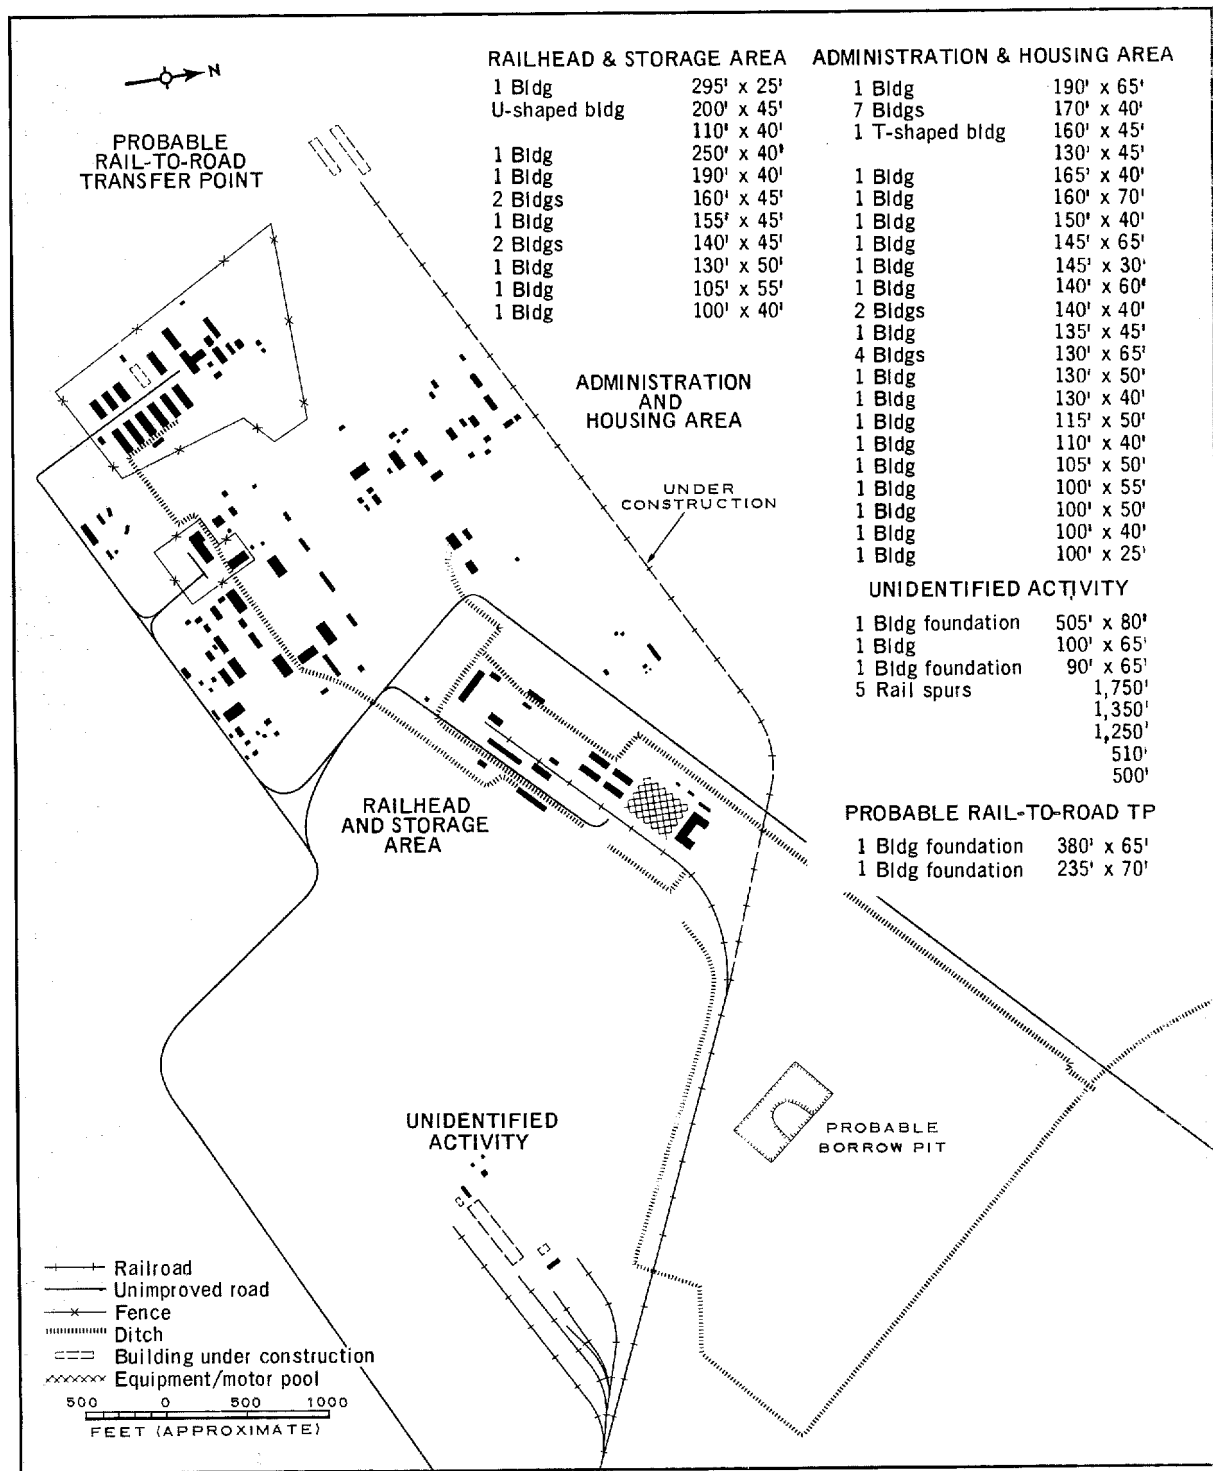 N
PROBABLE
RAIL-TO-ROAD
TRANSFER POINT
RAILHEAD & STORAGE AREA
1 Bldg 295' x 25'
U-shaped bldg 200' x 45'
110' x 40'
1 Bldg 250' x 40'
1 Bldg 190' x 40'
2 Bldgs 160' x 45'
1 Bldg 155' x 45'
2 Bldgs 140' x 45'
1 Bldg 130' x 50'
1 Bldg 105' x 55'
1 Bldg 100' x 40'
ADMINISTRATION & HOUSING AREA
1 Bldg 190' x 65'
7 Bldgs 170' x 40'
1 T-shaped bldg 160' x 45'
130' x 45'
1 Bldg 165' x 40'
1 Bldg 160' x 70'
1 Bldg 150' x 40'
1 Bldg 145' x 65'
1 Bldg 145' x 30'
1 Bldg 140' x 60'
2 Bldgs 140' x 40'
1 Bldg 135' x 45'
4 Bldgs 130' x 65'
1 Bldg 130' x 50'
1 Bldg 130' x 40'
1 Bldg 115' x 50'
1 Bldg 110' x 40'
1 Bldg 105' x 50'
1 Bldg 100' x 55'
1 Bldg 100' x 50'
1 Bldg 100' x 40'
1 Bldg 100' x 25'
UNIDENTIFIED ACTIVITY
1 Bldg foundation 505' x 80'
1 Bldg 100' x 65'
1 Bldg foundation 90' x 65'
5 Rail spurs 1,750'
1,350'
1,250'
510'
500'
PROBABLE RAIL-TO-ROAD TP
1 Bldg foundation 380' x 65'
1 Bldg foundation 235' x 70'
ADMINISTRATION
AND
HOUSING AREA
UNDER
CONSTRUCTION
RAILHEAD
AND STORAGE
AREA
UNIDENTIFIED
ACTIVITY
PROBABLE
BORROW PIT
Railroad
Unimproved road
Fence
Ditch
Building under construction
Equipment/motor pool
500 0 500 1000
FEET (APPROXIMATE)